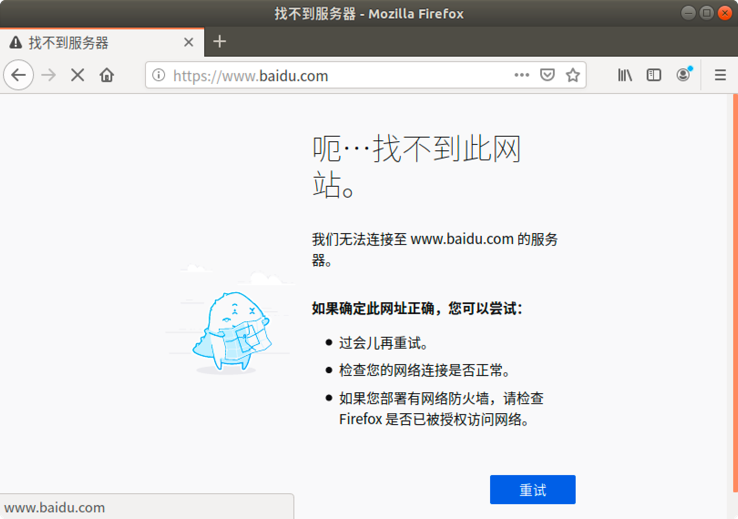 找不到服务器 - Mozilla Firefox
找不到服务器
https://www.baidu.com
呃…找不到此网
站。
我们无法连接至 www.baidu.com 的服务
器。
如果确定此网址正确，您可以尝试：
过会儿再重试。
检查您的网络连接是否正常。
如果您部署有网络防火墙，请检查
Firefox 是否已被授权访问网络。
重试
www.baidu.com